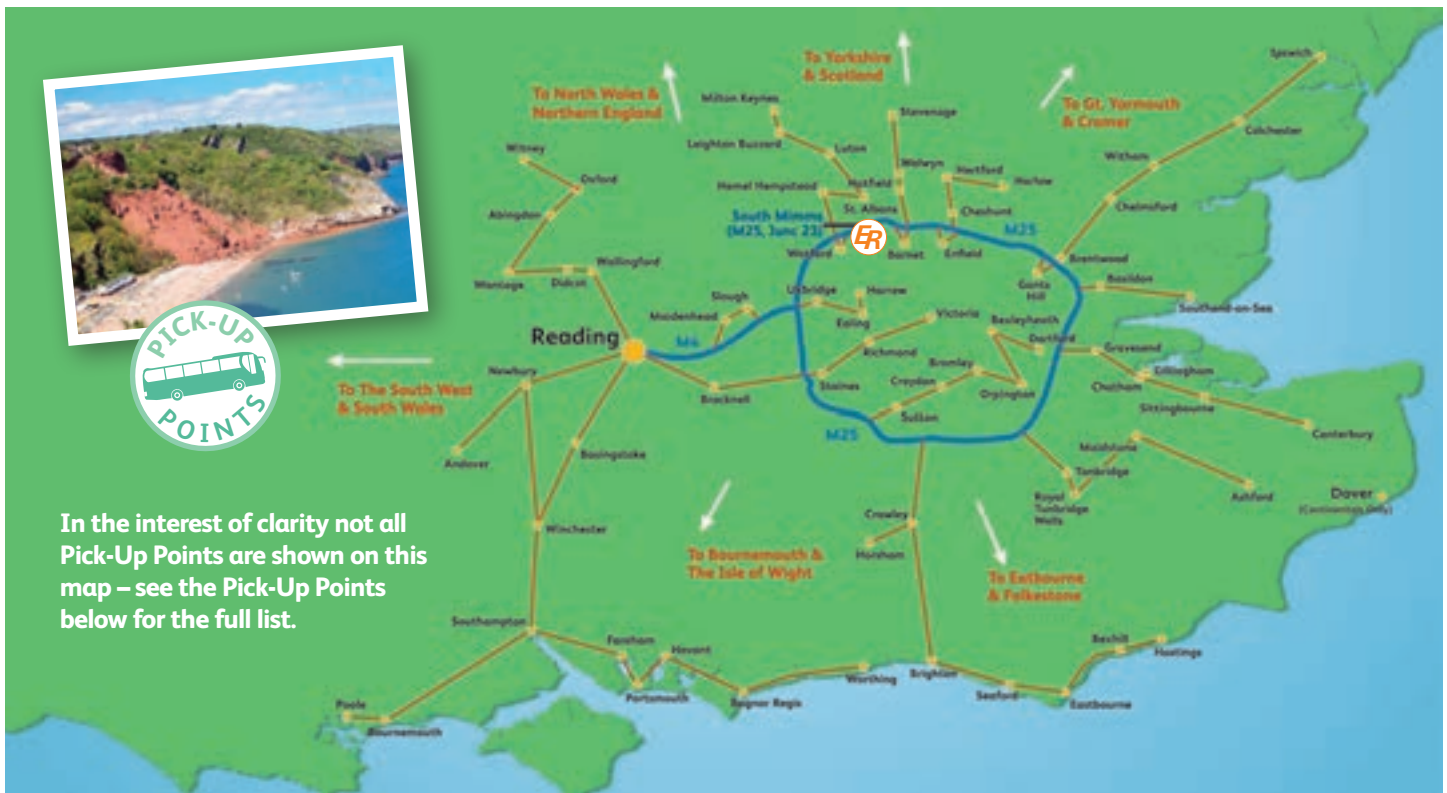 PICK-UP
POINTS
In the interest of clarity not all
Pick-Up Points are shown on this
map – see the Pick-Up Points
below for the full list.
To North Wales &
Northern England
To Yorkshire
& Scotland
To Gt. Yarmouth
& Cromer
Ipswich
Colchester
Witham
Chelmsford
Brentwood
Gants
Hill
Basildon
Southend-on-Sea
Milton Keynes
Leighton Buzzard
Luton
Stevenage
Welwyn
Hatfield
Hertford
Harlow
Hemel Hempstead
St. Albans
Cheshunt
South Mimms
(M25, Junc 23)
ER
M25
Watford
Barnet
Enfield
Witney
Oxford
Abingdon
Wantage
Didcot
Wallingford
Reading
M4
Maidenhead
Slough
Uxbridge
Harrow
Ealing
Victoria
Richmond
Staines
Bracknell
Bexleyheath
Dartford
Bromley
Croydon
Orpington
Sutton
M25
Gravesend
Gillingham
Chatham
Sittingbourne
Canterbury
Maidstone
Tonbridge
Royal
Tunbridge
Wells
Ashford
Dover
(Continentals Only)
To The South West
& South Wales
Newbury
Andover
Basingstoke
Winchester
Crawley
Horsham
To Bournemouth &
The Isle of Wight
To Eastbourne
& Folkestone
Southampton
Fareham
Havant
Portsmouth
Bognor Regis
Worthing
Brighton
Seaford
Eastbourne
Bexhill
Hastings
Poole
Bournemouth